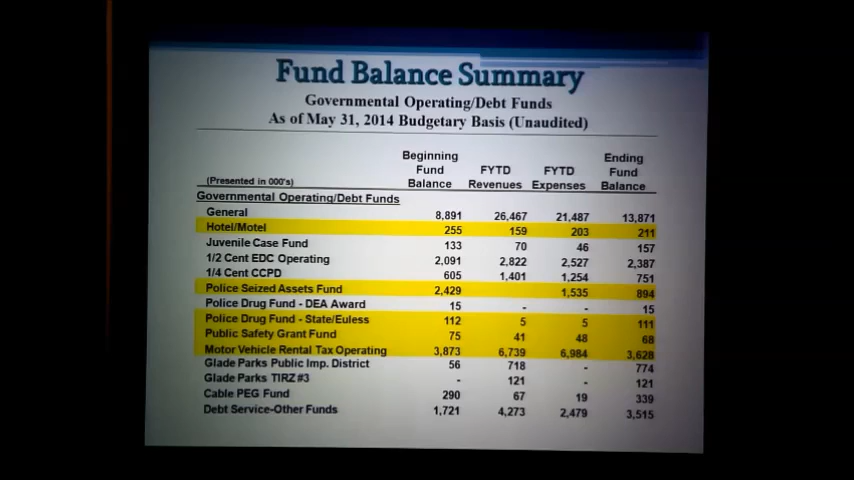 Fund Balance Summary
Governmental Operating/Debt Funds
As of May 31, 2014 Budgetary Basis (Unaudited)
(Presented in 000's) Beginning Fund Balance FYTD Revenues FYTD Expenses Ending Fund Balance
Governmental Operating/Debt Funds
General 8,891 26,467 21,487 13,871
Hotel/Motel 255 159 203 211
Juvenile Case Fund 133 70 46 157
1/2 Cent EDC Operating 2,091 2,822 2,527 2,387
1/4 Cent CCPD 605 1,401 1,254 751
Police Seized Assets Fund 2,429 1,535 894
Police Drug Fund - DEA Award 15 - - 15
Police Drug Fund - State/Euless 112 5 5 111
Public Safety Grant Fund 75 41 48 68
Motor Vehicle Rental Tax Operating 3,873 6,739 6,984 3,628
Glade Parks Public Imp. District 56 718 - 774
Glade Parks TIRZ #3 - 121 - 121
Cable PEG Fund 290 67 19 339
Debt Service-Other Funds 1,721 4,273 2,479 3,515